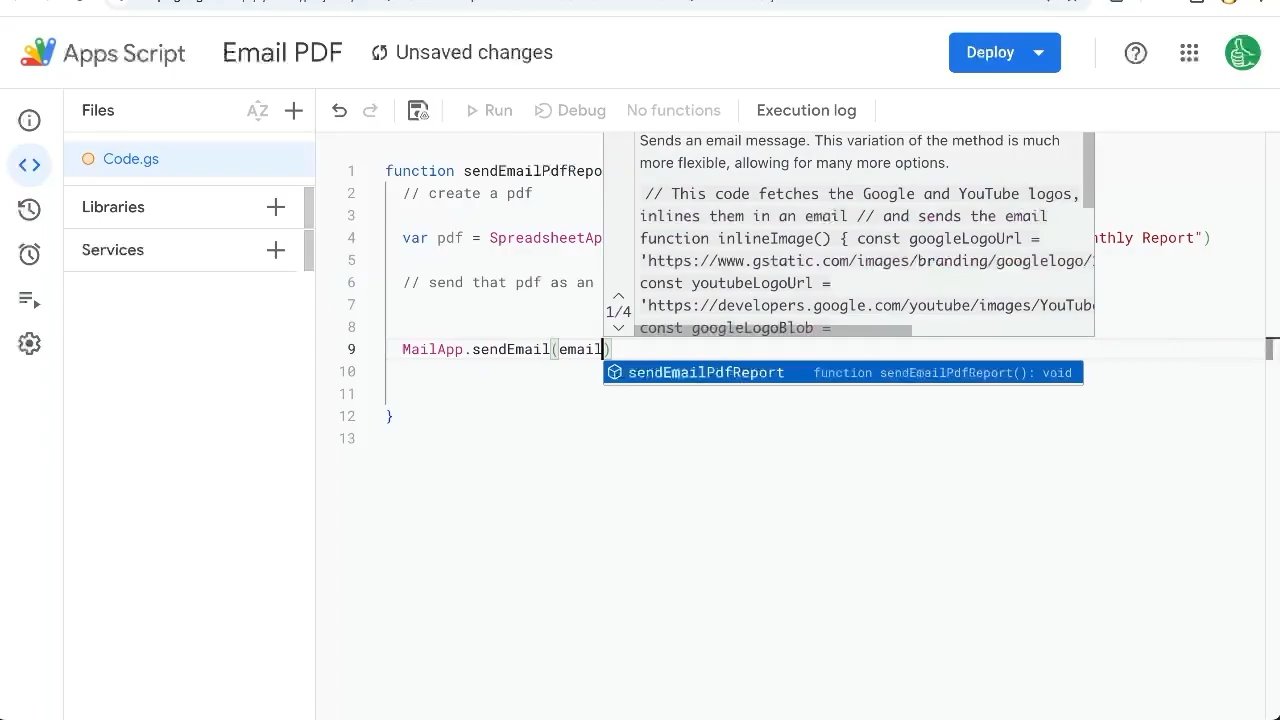 Apps Script Email PDF Unsaved changes Deploy
Files AZ Run Debug No functions Execution log
Code.gs
Libraries
Services
Sends an email message. This variation of the method is much
more flexible, allowing for many more options.
// This code fetches the Google and YouTube logos,
inlines them in an email // and sends the email
function inlineImage() { const googleLogoUrl =
'https://www.gstatic.com/images/branding/googlelogo/
const youtubeLogoUrl =
'https://developers.google.com/youtube/images/YouTube
const googleLogoBlob =
1/4
1 function sendEmailPdfRepo
2 // create a pdf
3
4 var pdf = SpreadsheetAp nthly Report")
5
6 // send that pdf as an
7
8
9 MailApp.sendEmail(email)
sendEmailPdfReport function sendEmailPdfReport(): void
10
11
12 }
13